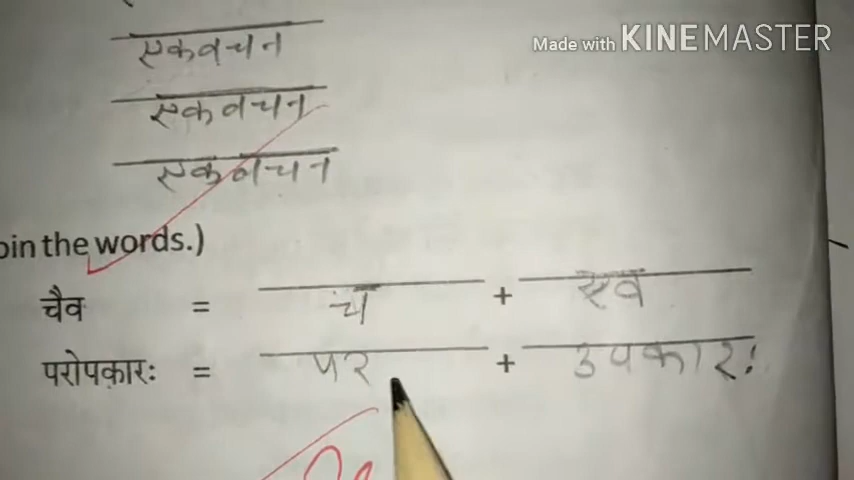 Made with KINEMASTER
एकवचन
एकवचन
एकवचन
oin the words.)
चैव = च + एव
परोपकारः = पर + उपकारः